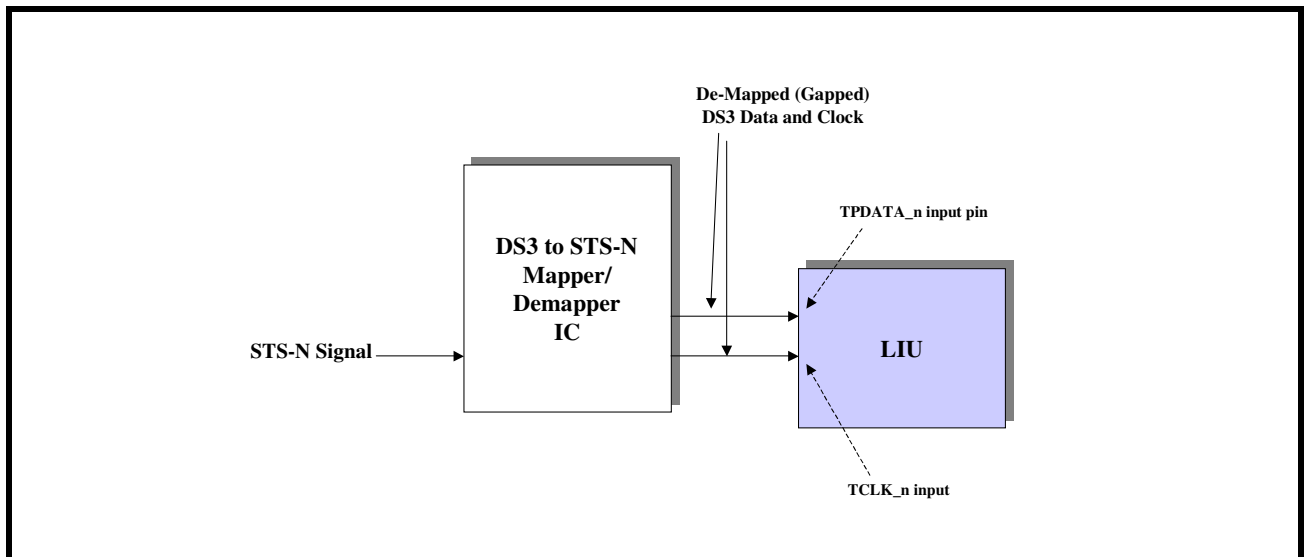 De-Mapped (Gapped)
DS3 Data and Clock
TPDATA_n input pin
DS3 to STS-N
Mapper/
Demapper
IC
STS-N Signal
LIU
TCLK_n input